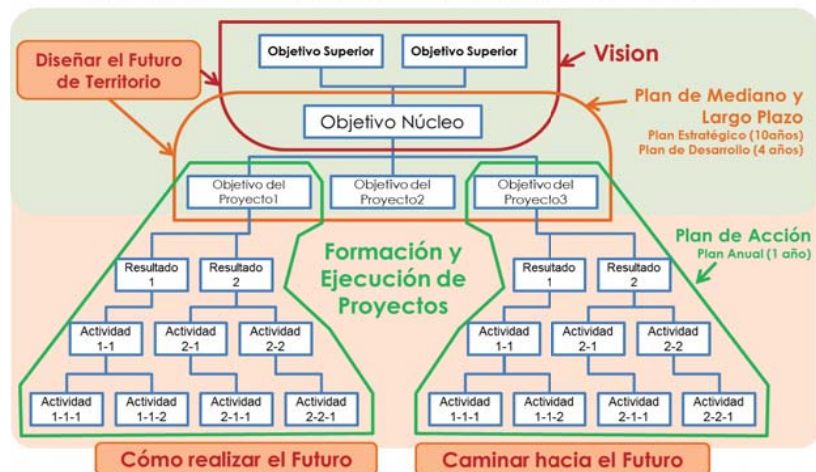 Objetivo Superior
Objetivo Superior
Diseñar el Futuro
de Territorio
Vision
Objetivo Núcleo
Plan de Mediano y
Largo Plazo
Plan Estratégico (10años)
Plan de Desarrollo (4 años)
Objetivo del
Proyecto1
Objetivo del
Proyecto2
Objetivo del
Proyecto3
Formación y
Ejecución de
Proyectos
Plan de Acción
Plan Anual (1 año)
Resultado
1
Resultado
2
Resultado
1
Resultado
2
Actividad
1-1
Actividad
2-1
Actividad
2-2
Actividad
1-1
Actividad
2-1
Actividad
2-2
Actividad
1-1-1
Actividad
1-1-2
Actividad
2-1-1
Actividad
2-2-1
Actividad
1-1-1
Actividad
1-1-2
Actividad
2-1-1
Actividad
2-2-1
Cómo realizar el Futuro
Caminar hacia el Futuro